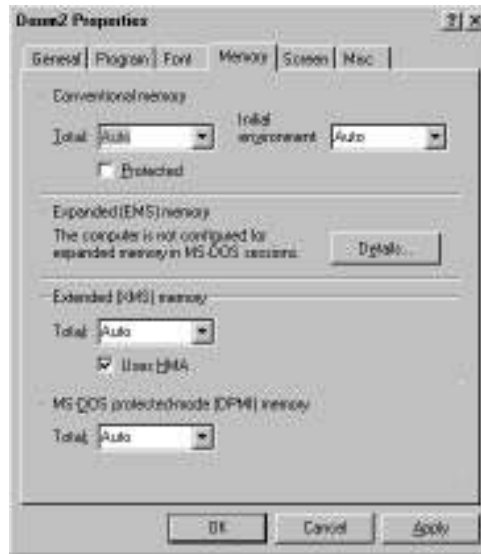 Doom2 Properties ? X
General Program Font Memory Screen Misc
Conventional memory
Total: Auto Initial environment: Auto
Protected
Expanded (EMS) memory
The computer is not configured for
expanded memory in MS-DOS sessions.
Details...
Extended (XMS) memory
Total: Auto
Uses HMA
MS-DOS protected-mode (DPMI) memory
Total: Auto
OK Cancel Apply